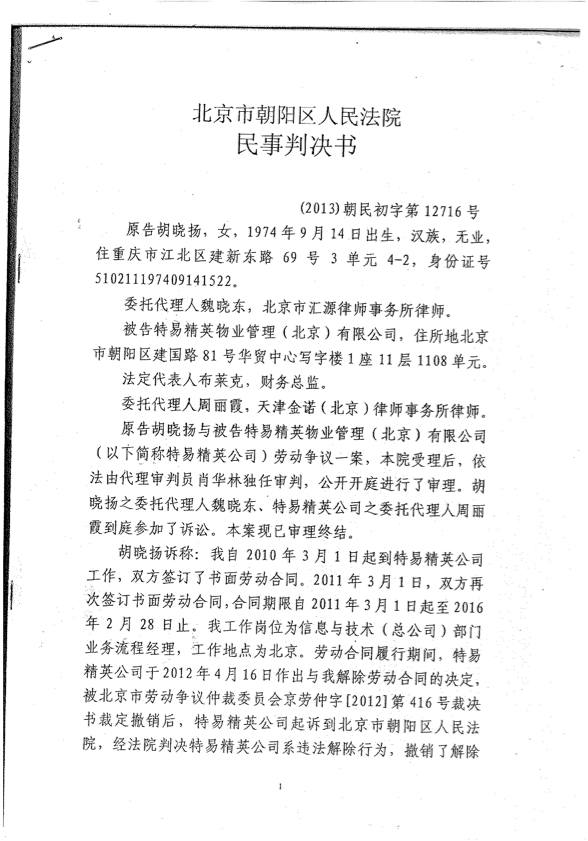 北京市朝阳区人民法院
民事判决书
(2013)朝民初字第12716号
原告胡晓扬，女，1974年9月14日出生，汉族，无业，
住重庆市江北区建新东路 69 号 3 单元 4-2，身份证号
510211197409141522。
委托代理人魏晓东，北京市汇源律师事务所律师。
被告特易精英物业管理（北京）有限公司，住所地北京
市朝阳区建国路81号华贸中心写字楼1座11层1108单元。
法定代表人布莱克，财务总监。
委托代理人周丽霞，天津金诺（北京）律师事务所律师。
原告胡晓扬与被告特易精英物业管理（北京）有限公司
（以下简称特易精英公司）劳动争议一案，本院受理后，依
法由代理审判员肖华林独任审判，公开开庭进行了审理。胡
晓扬之委托代理人魏晓东、特易精英公司之委托代理人周丽
霞到庭参加了诉讼。本案现已审理终结。
胡晓扬诉称：我自2010年3月1日起到特易精英公司
工作，双方签订了书面劳动合同。2011年3月1日，双方再
次签订书面劳动合同，合同期限自2011年3月1日起至2016
年2月28日止。我工作岗位为信息与技术（总公司）部门
业务流程经理，工作地点为北京。劳动合同履行期间，特易
精英公司于2012年4月16日作出与我解除劳动合同的决定，
被北京市劳动争议仲裁委员会京劳仲字[2012]第416号裁决
书裁定撤销后，特易精英公司起诉到北京市朝阳区人民法
院，经法院判决特易精英公司系违法解除行为，撤销了解除
1